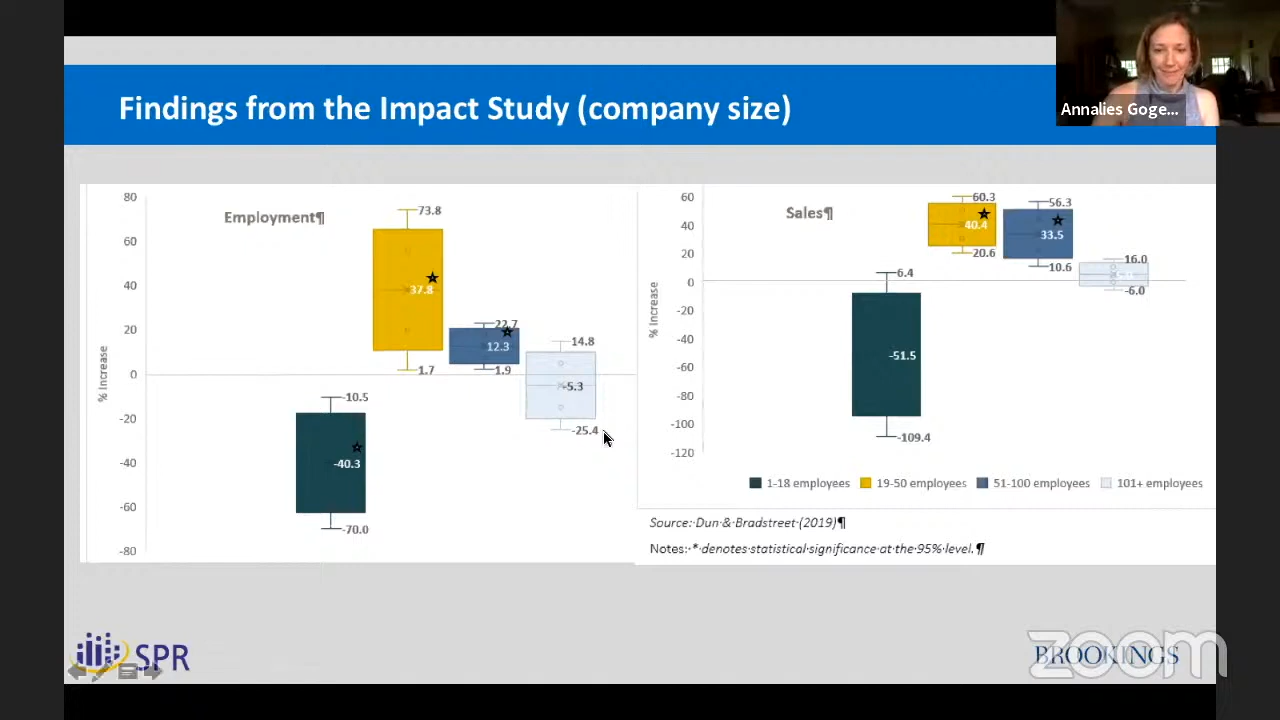 Annalies Goge...
Findings from the Impact Study (company size)
Employment¶
% Increase
80
60
40
20
0
-20
-40
-60
-80
-10.5
-40.3
-70.0
73.8
37.8
1.7
22.7
12.3
1.9
14.8
-5.3
-25.4
Sales¶
% Increase
60
40
20
0
-20
-40
-60
-80
-100
-120
6.4
-51.5
-109.4
60.3
40.4
20.6
56.3
33.5
10.6
16.0
-6.0
1-18 employees
19-50 employees
51-100 employees
101+ employees
Source:·Dun·&·Bradstreet·(2019)¶
Notes:·*·denotes·statistical·significance·at·the·95%·level.·¶
SPR
BROOKINGS
zoom